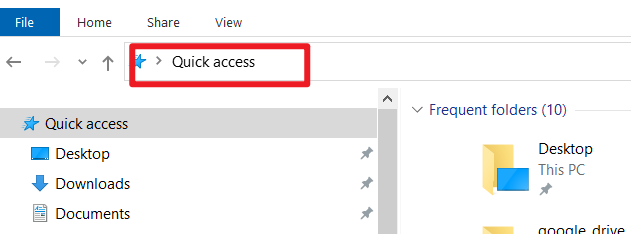 File Home Share View
Quick access
Quick access
Frequent folders (10)
Desktop
Desktop
This PC
Downloads
Documents
google_drive